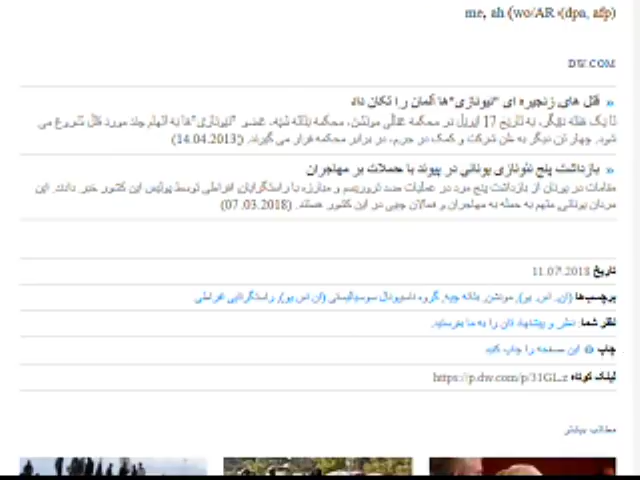 me, ah (wo/AR ‹(dpa, afp)
DW.COM
» قتل های زنجیره ای "نیونازی"ها آلمان را تکان داد
تا یک هفته دیگر، به تاریخ 17 اپریل در محکمه عالی مونشن، محکمه بئاته شپه، عضو "نیونازی"ها به اتهام چند مورد قتل شروع می
شود. چهار تن دیگر به ظن شرکت و کمک در جرم، در برابر محکمه قرار می گیرند. (14.04.2013)
» بازداشت پنج نئونازی یونانی در پیوند با حملات بر مهاجران
مقامات در یونان از بازداشت پنج مرد در عملیات ضد تروریسم و مبارزه با راستگرایان افراطی توسط پولیس این کشور خبر دادند. این
مردان یونانی متهم به حمله به مهاجران و فعالان چپی در این کشور هستند. (07.03.2018)
تاریخ 11.07.2018
برچسب‌ها (ان. اس. یو), مونشن, بئاته چپه, گروه ناسیونال سوسیالیستی (ان اس یو), راستگرایی افراطی
نظر شما: نظر و پیشنهاد تان را به ما بفرستید.
چاپ این صفحه را چاپ کنید
لینک کوتاه https://p.dw.com/p/31GLz
مطالب بیشتر